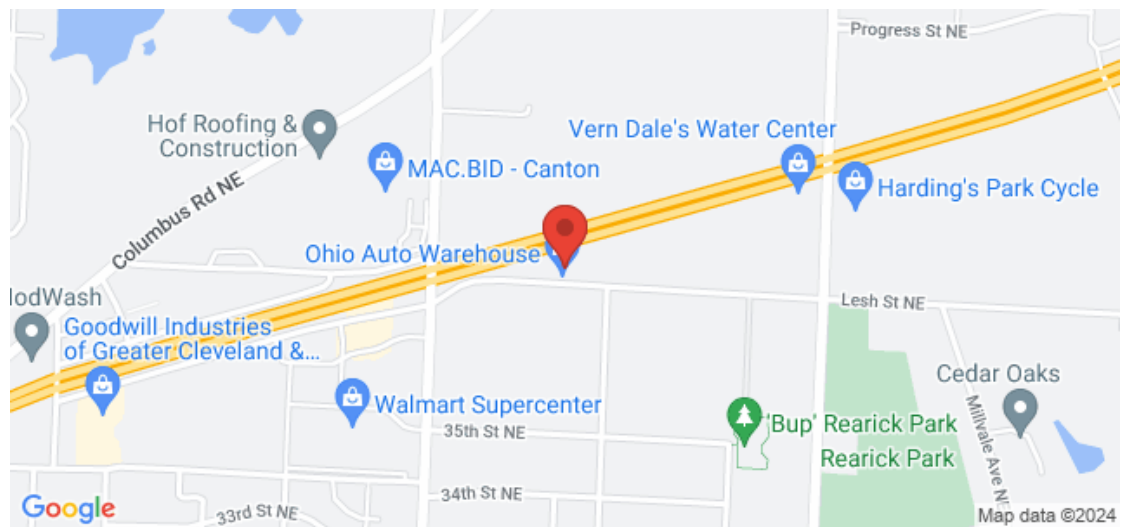 Progress St NE
Hof Roofing &
Construction
Vern Dale's Water Center
MAC.BID - Canton
Harding's Park Cycle
Columbus Rd NE
Ohio Auto Warehouse
Lesh St NE
Goodwill Industries
of Greater Cleveland &...
Cedar Oaks
Walmart Supercenter
'Bup' Rearick Park
Rearick Park
Millvale Ave NE
35th St NE
34th St NE
33rd St NE
Google
Map data ©2024